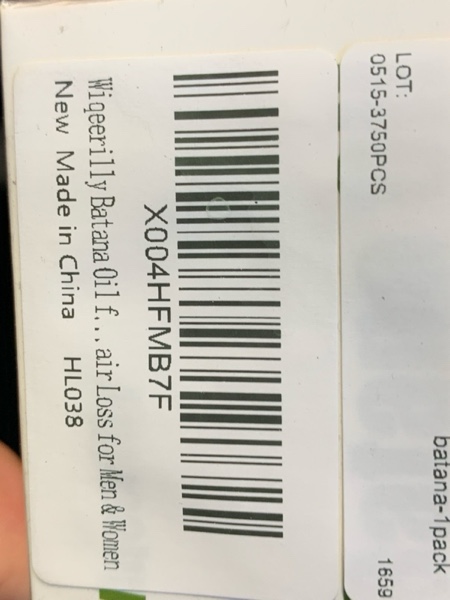 LOT:
0515-3750PCS
batana-1pack
1659
X004HFMB7F
Wiqeerilly Batana Oil f...air Loss for Men & Women
New Made in China HL038